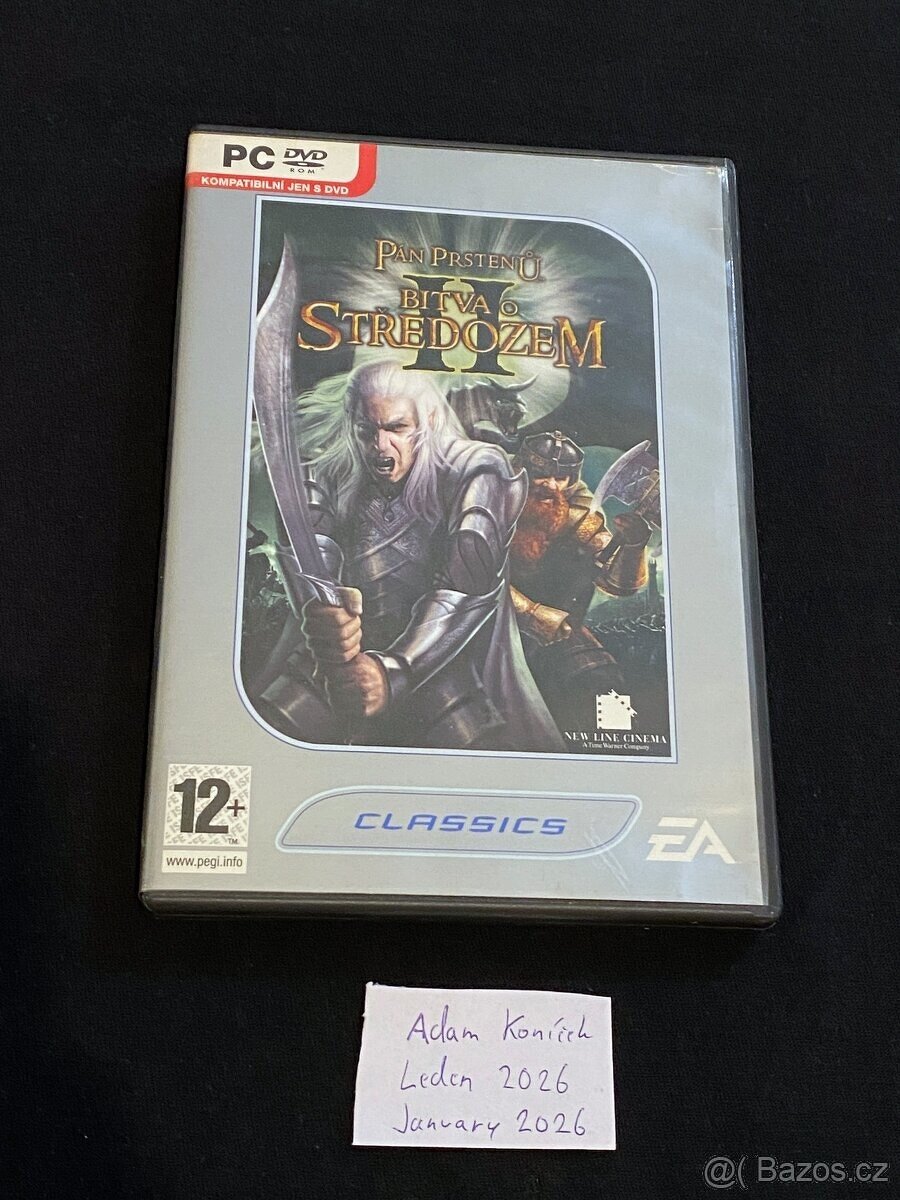 PC DVD
ROM
KOMPATIBILNÍ JEN S DVD
PÁN PRSTENŮ
II
BITVA O
STŘEDOZEM
NEW LINE CINEMA
A Time Warner Company
12+
TM
www.pegi.info
CLASSICS
EA
Adam Koníček
Leden 2026
January 2026
@( Bazos.cz